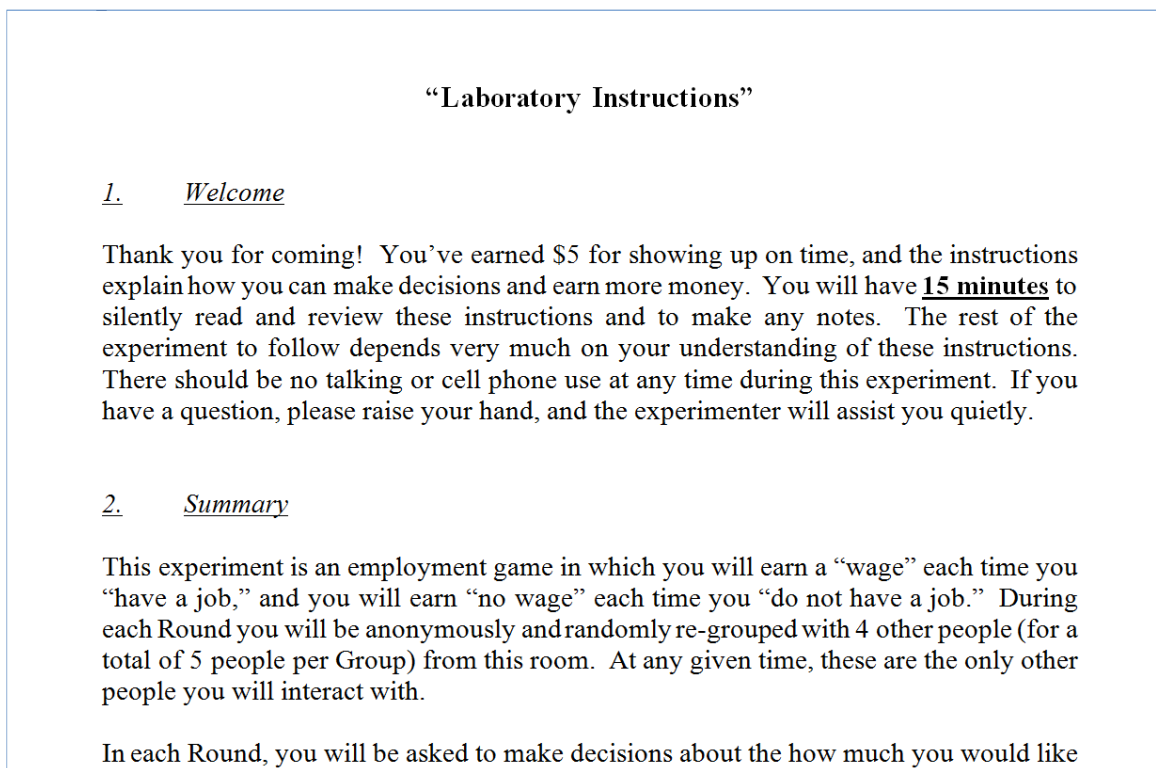 “Laboratory Instructions”
1. Welcome
Thank you for coming! You’ve earned $5 for showing up on time, and the instructions
explain how you can make decisions and earn more money. You will have 15 minutes to
silently read and review these instructions and to make any notes. The rest of the
experiment to follow depends very much on your understanding of these instructions.
There should be no talking or cell phone use at any time during this experiment. If you
have a question, please raise your hand, and the experimenter will assist you quietly.
2. Summary
This experiment is an employment game in which you will earn a “wage” each time you
“have a job,” and you will earn “no wage” each time you “do not have a job.” During
each Round you will be anonymously and randomly re-grouped with 4 other people (for a
total of 5 people per Group) from this room. At any given time, these are the only other
people you will interact with.
In each Round, you will be asked to make decisions about the how much you would like